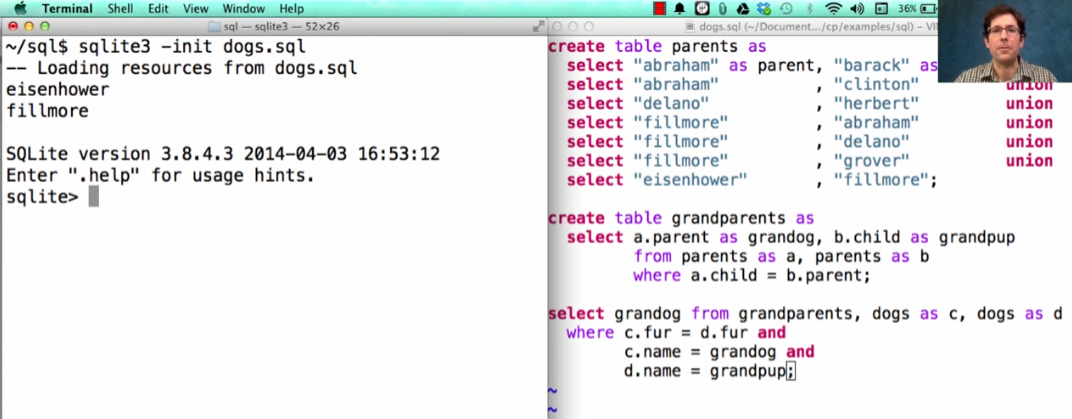 Terminal Shell Edit View Window Help 36%
sql — sqlite3 — 52×26
~/sql$ sqlite3 -init dogs.sql
-- Loading resources from dogs.sql
eisenhower
fillmore
SQLite version 3.8.4.3 2014-04-03 16:53:12
Enter ".help" for usage hints.
sqlite>
dogs.sql (~/Document.../cp/examples/sql) – VI
create table parents as
select "abraham" as parent, "barack" as
select "abraham" , "clinton" union
select "delano" , "herbert" union
select "fillmore" , "abraham" union
select "fillmore" , "delano" union
select "fillmore" , "grover" union
select "eisenhower" , "fillmore";
create table grandparents as
select a.parent as grandog, b.child as grandpup
from parents as a, parents as b
where a.child = b.parent;
select grandog from grandparents, dogs as c, dogs as d
where c.fur = d.fur and
c.name = grandog and
d.name = grandpup;
~
~